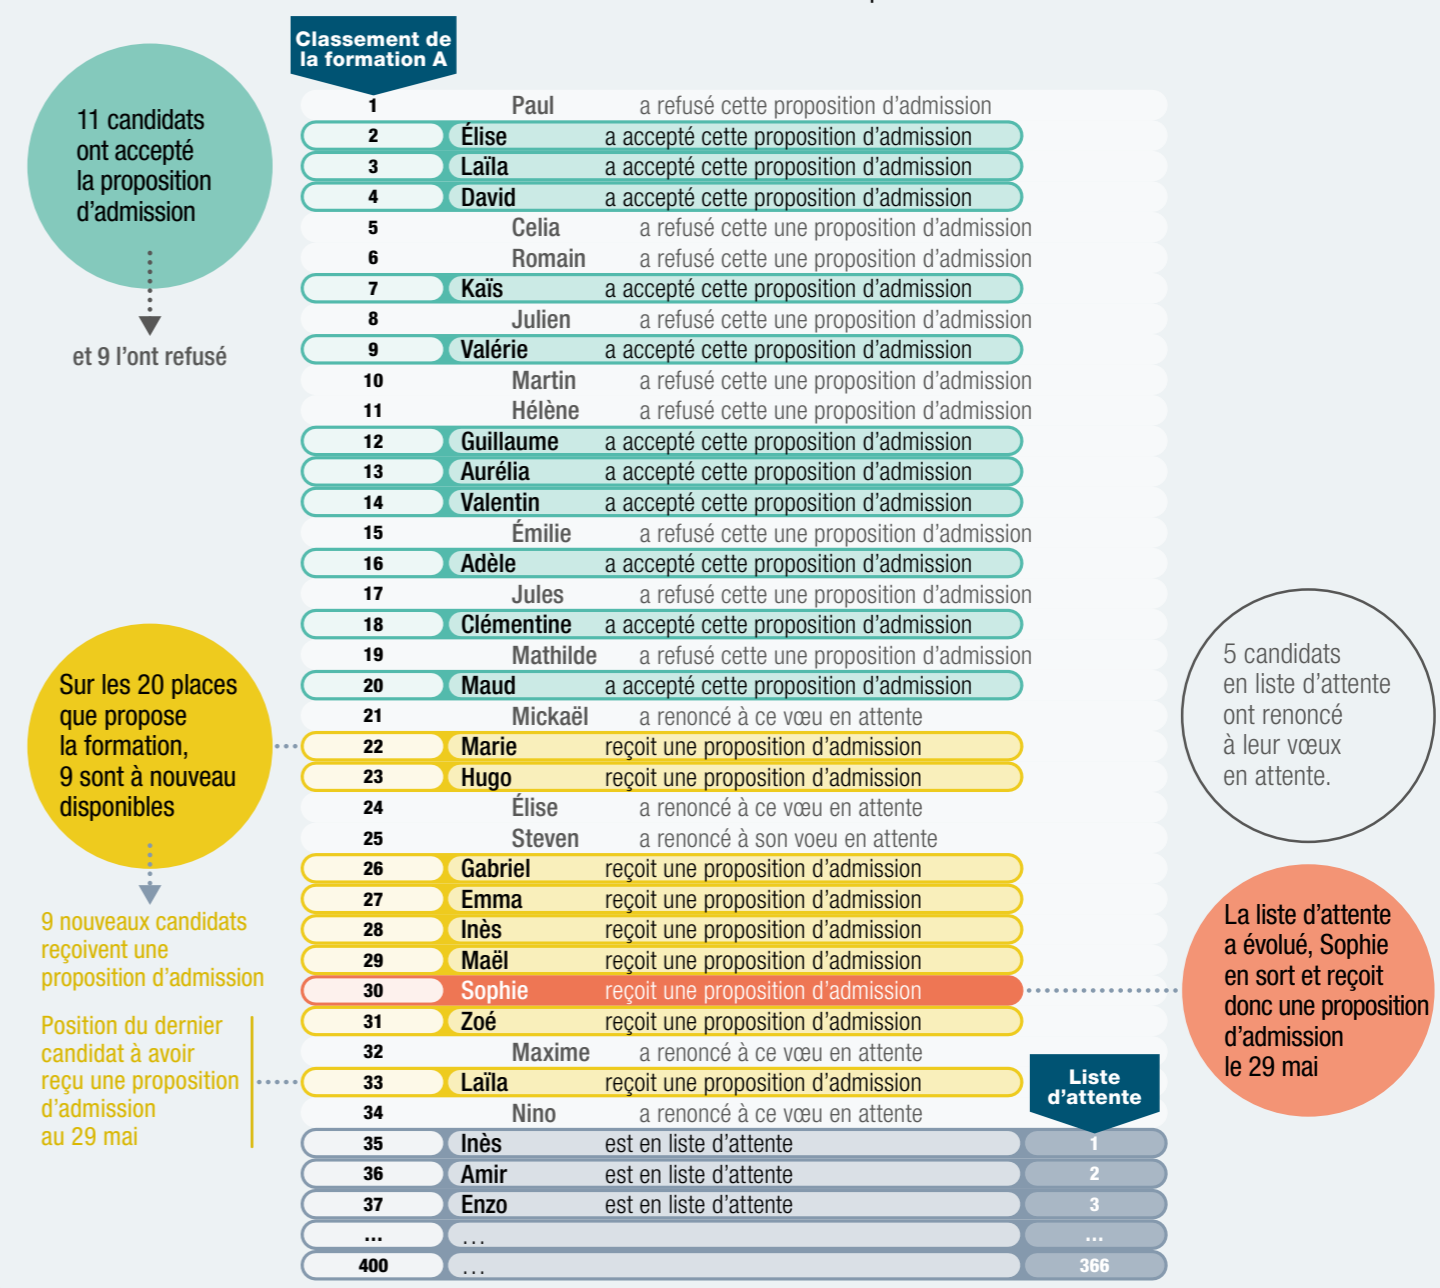 Classement de
la formation A
11 candidats
ont accepté
la proposition
d'admission
et 9 l'ont refusé
1 Paul a refusé cette proposition d'admission
2 Élise a accepté cette proposition d'admission
3 Laïla a accepté cette proposition d'admission
4 David a accepté cette proposition d'admission
5 Celia a refusé cette une proposition d'admission
6 Romain a refusé cette une proposition d'admission
7 Kaïs a accepté cette proposition d'admission
8 Julien a refusé cette une proposition d'admission
9 Valérie a accepté cette proposition d'admission
10 Martin a refusé cette une proposition d'admission
11 Hélène a refusé cette une proposition d'admission
12 Guillaume a accepté cette proposition d'admission
13 Aurélia a accepté cette proposition d'admission
14 Valentin a accepté cette proposition d'admission
15 Émilie a refusé cette une proposition d'admission
16 Adèle a accepté cette proposition d'admission
17 Jules a refusé cette une proposition d'admission
18 Clémentine a accepté cette proposition d'admission
19 Mathilde a refusé cette une proposition d'admission
20 Maud a accepté cette proposition d'admission
21 Mickaël a renoncé à ce vœu en attente
22 Marie reçoit une proposition d'admission
23 Hugo reçoit une proposition d'admission
24 Élise a renoncé à ce vœu en attente
25 Steven a renoncé à son voeu en attente
26 Gabriel reçoit une proposition d'admission
27 Emma reçoit une proposition d'admission
28 Inès reçoit une proposition d'admission
29 Maël reçoit une proposition d'admission
30 Sophie reçoit une proposition d'admission
31 Zoé reçoit une proposition d'admission
32 Maxime a renoncé à ce vœu en attente
33 Laïla reçoit une proposition d'admission
34 Nino a renoncé à ce vœu en attente
Liste
d'attente
35 Inès est en liste d'attente 1
36 Amir est en liste d'attente 2
37 Enzo est en liste d'attente 3
... ... ...
400 ... 366
Sur les 20 places
que propose
la formation,
9 sont à nouveau
disponibles
9 nouveaux candidats
reçoivent une
proposition d'admission
Position du dernier
candidat à avoir
reçu une proposition
d'admission
au 29 mai
5 candidats
en liste d'attente
ont renoncé
à leur vœux
en attente.
La liste d'attente
a évolué, Sophie
en sort et reçoit
donc une proposition
d'admission
le 29 mai